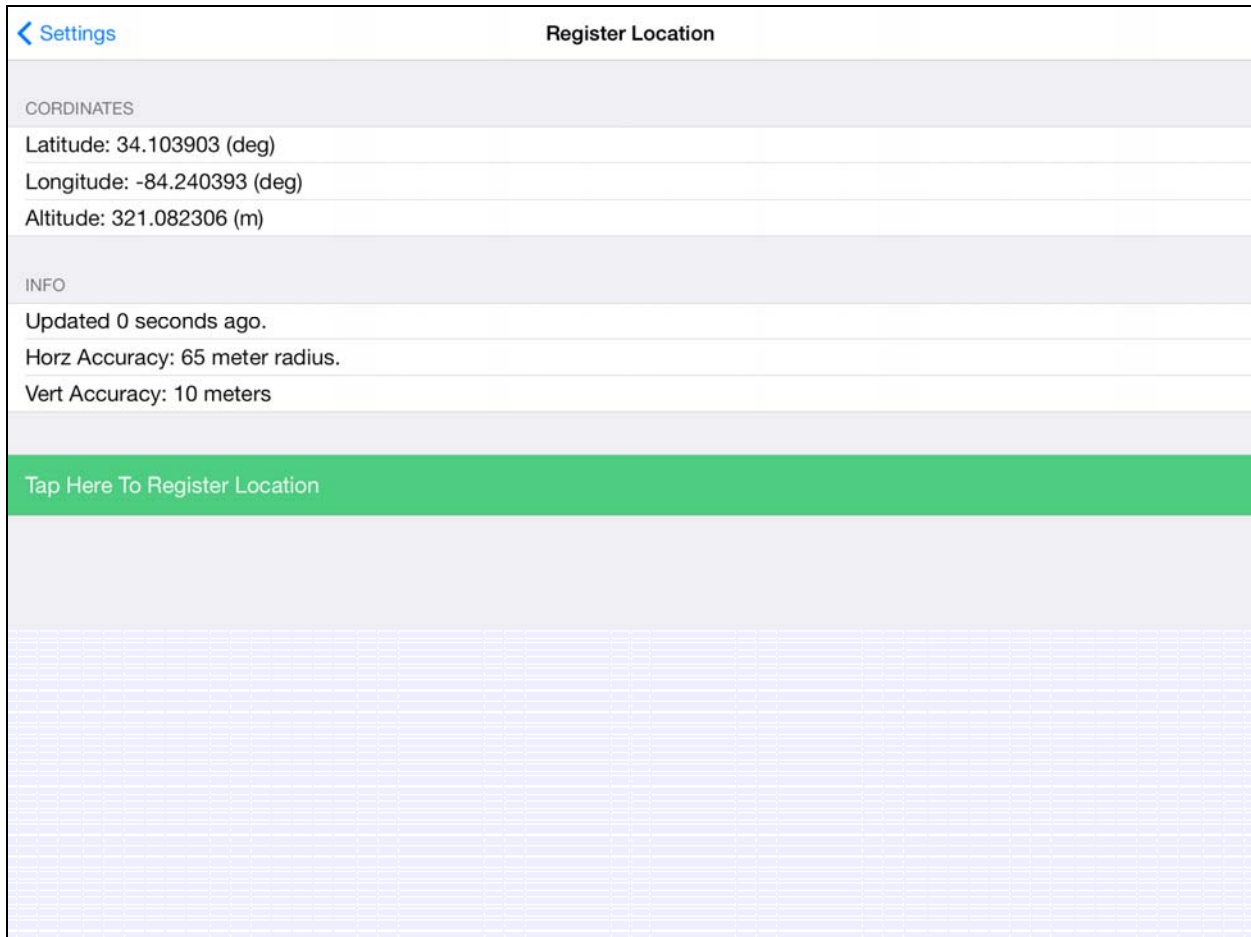 Settings
Register Location
CORDINATES
Latitude: 34.103903 (deg)
Longitude: -84.240393 (deg)
Altitude: 321.082306 (m)
INFO
Updated 0 seconds ago.
Horz Accuracy: 65 meter radius.
Vert Accuracy: 10 meters
Tap Here To Register Location